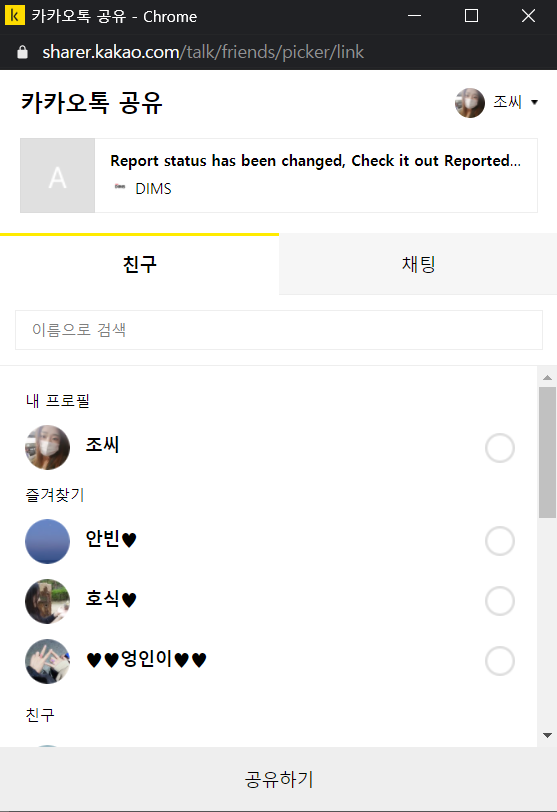 카카오톡 공유 - Chrome
sharer.kakao.com/talk/friends/picker/link
카카오톡 공유
조씨
A
Report status has been changed, Check it out Reported...
DIMS
친구
채팅
이름으로 검색
내 프로필
조씨
즐겨찾기
안빈♥
호식♥
♥♥엉인이♥♥
친구
공유하기